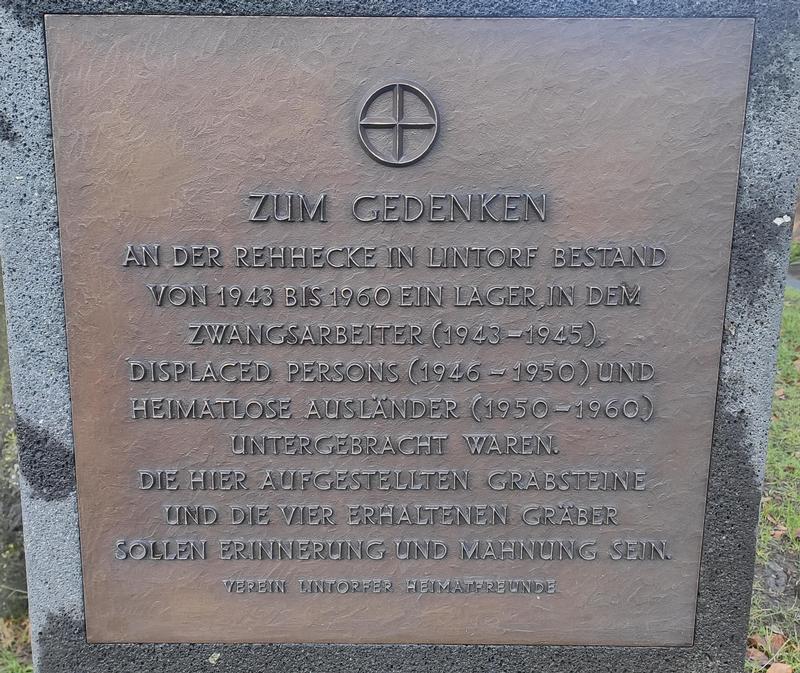 ZUM GEDENKEN
AN DER REHHECKE IN LINTORF BESTAND
VON 1943 BIS 1960 EIN LAGER, IN DEM
ZWANGSARBEITER (1943-1945),
DISPLACED PERSONS (1946-1950) UND
HEIMATLOSE AUSLÄNDER (1950-1960)
UNTERGEBRACHT WAREN.
DIE HIER AUFGESTELLTEN GRABSTEINE
UND DIE VIER ERHALTENEN GRÄBER
SOLLEN ERINNERUNG UND MAHNUNG SEIN.
VEREIN LINTORFER HEIMATFREUNDE